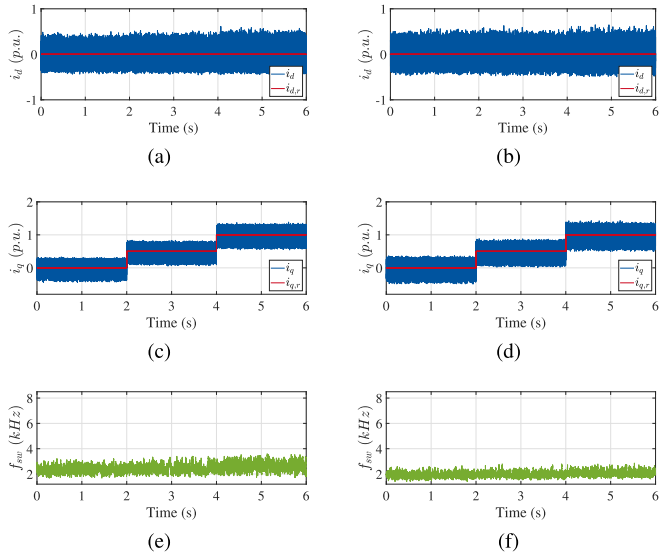 1
0
-1
i_d (p.u.)
i_d
i_{d,r}
0 1 2 3 4 5 6
Time (s)
(a)
1
0
-1
i_d (p.u.)
i_d
i_{d,r}
0 1 2 3 4 5 6
Time (s)
(b)
2
1
0
i_q (p.u.)
i_q
i_{q,r}
0 1 2 3 4 5 6
Time (s)
(c)
2
1
0
i_q (p.u.)
i_q
i_{q,r}
0 1 2 3 4 5 6
Time (s)
(d)
8
6
4
2
f_{sw} (kHz)
0 1 2 3 4 5 6
Time (s)
(e)
8
6
4
2
f_{sw} (kHz)
0 1 2 3 4 5 6
Time (s)
(f)